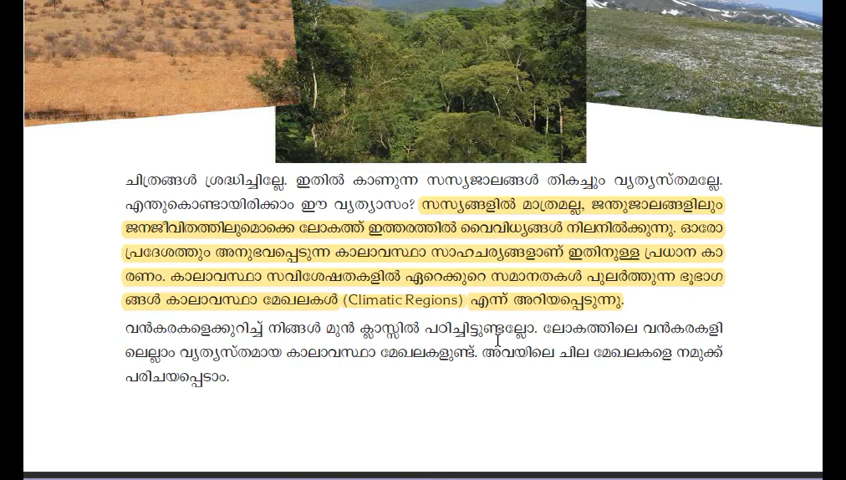 ചിത്രങ്ങൾ ശ്രദ്ധിച്ചില്ലേ. ഇതിൽ കാണുന്ന സസ്യജാലങ്ങൾ തികച്ചും വ്യത്യസ്തമല്ലേ.
എന്തുകൊണ്ടായിരിക്കാം ഈ വ്യത്യാസം? സസ്യങ്ങളിൽ മാത്രമല്ല, ജന്തുജാലങ്ങളിലും
ജനജീവിതത്തിലുമൊക്കെ ലോകത്ത് ഇത്തരത്തിൽ വൈവിധ്യങ്ങൾ നിലനിൽക്കുന്നു. ഓരോ
പ്രദേശത്തും അനുഭവപ്പെടുന്ന കാലാവസ്ഥാ സാഹചര്യങ്ങളാണ് ഇതിനുള്ള പ്രധാന കാ
രണം. കാലാവസ്ഥാ സവിശേഷതകളിൽ ഏറെക്കുറെ സമാനതകൾ പുലർത്തുന്ന ഭൂഭാഗ
ങ്ങൾ കാലാവസ്ഥാ മേഖലകൾ (Climatic Regions) എന്ന് അറിയപ്പെടുന്നു.
വൻകരകളെക്കുറിച്ച് നിങ്ങൾ മുൻ ക്ലാസ്സിൽ പഠിച്ചിട്ടുണ്ടല്ലോ. ലോകത്തിലെ വൻകരകളി
ലെല്ലാം വ്യത്യസ്തമായ കാലാവസ്ഥാ മേഖലകളുണ്ട്. അവയിലെ ചില മേഖലകളെ നമുക്ക്
പരിചയപ്പെടാം.